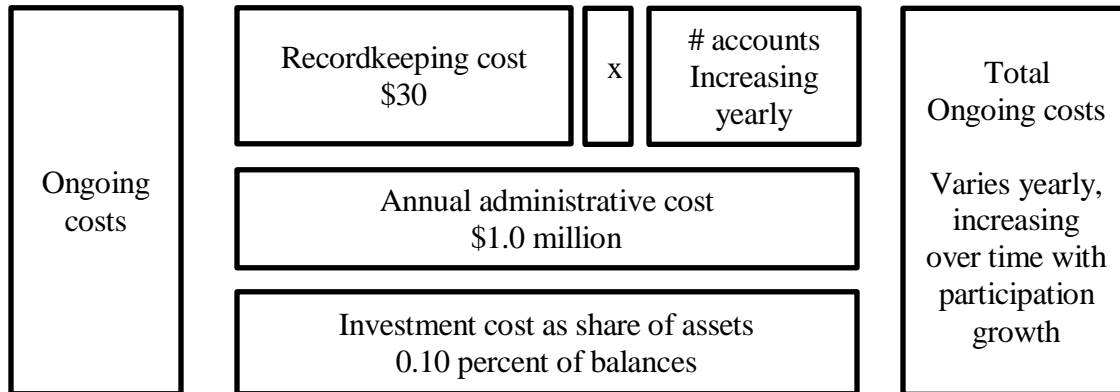 Ongoing
costs
Recordkeeping cost
$30
x
# accounts
Increasing
yearly
Annual administrative cost
$1.0 million
Investment cost as share of assets
0.10 percent of balances
Total
Ongoing costs
Varies yearly,
increasing
over time with
participation
growth